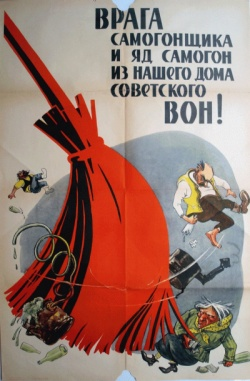 ВРАГА
САМОГОНЩИКА
И ЯД САМОГОН
ИЗ НАШЕГО ДОМА
СОВЕТСКОГО
ВОН!